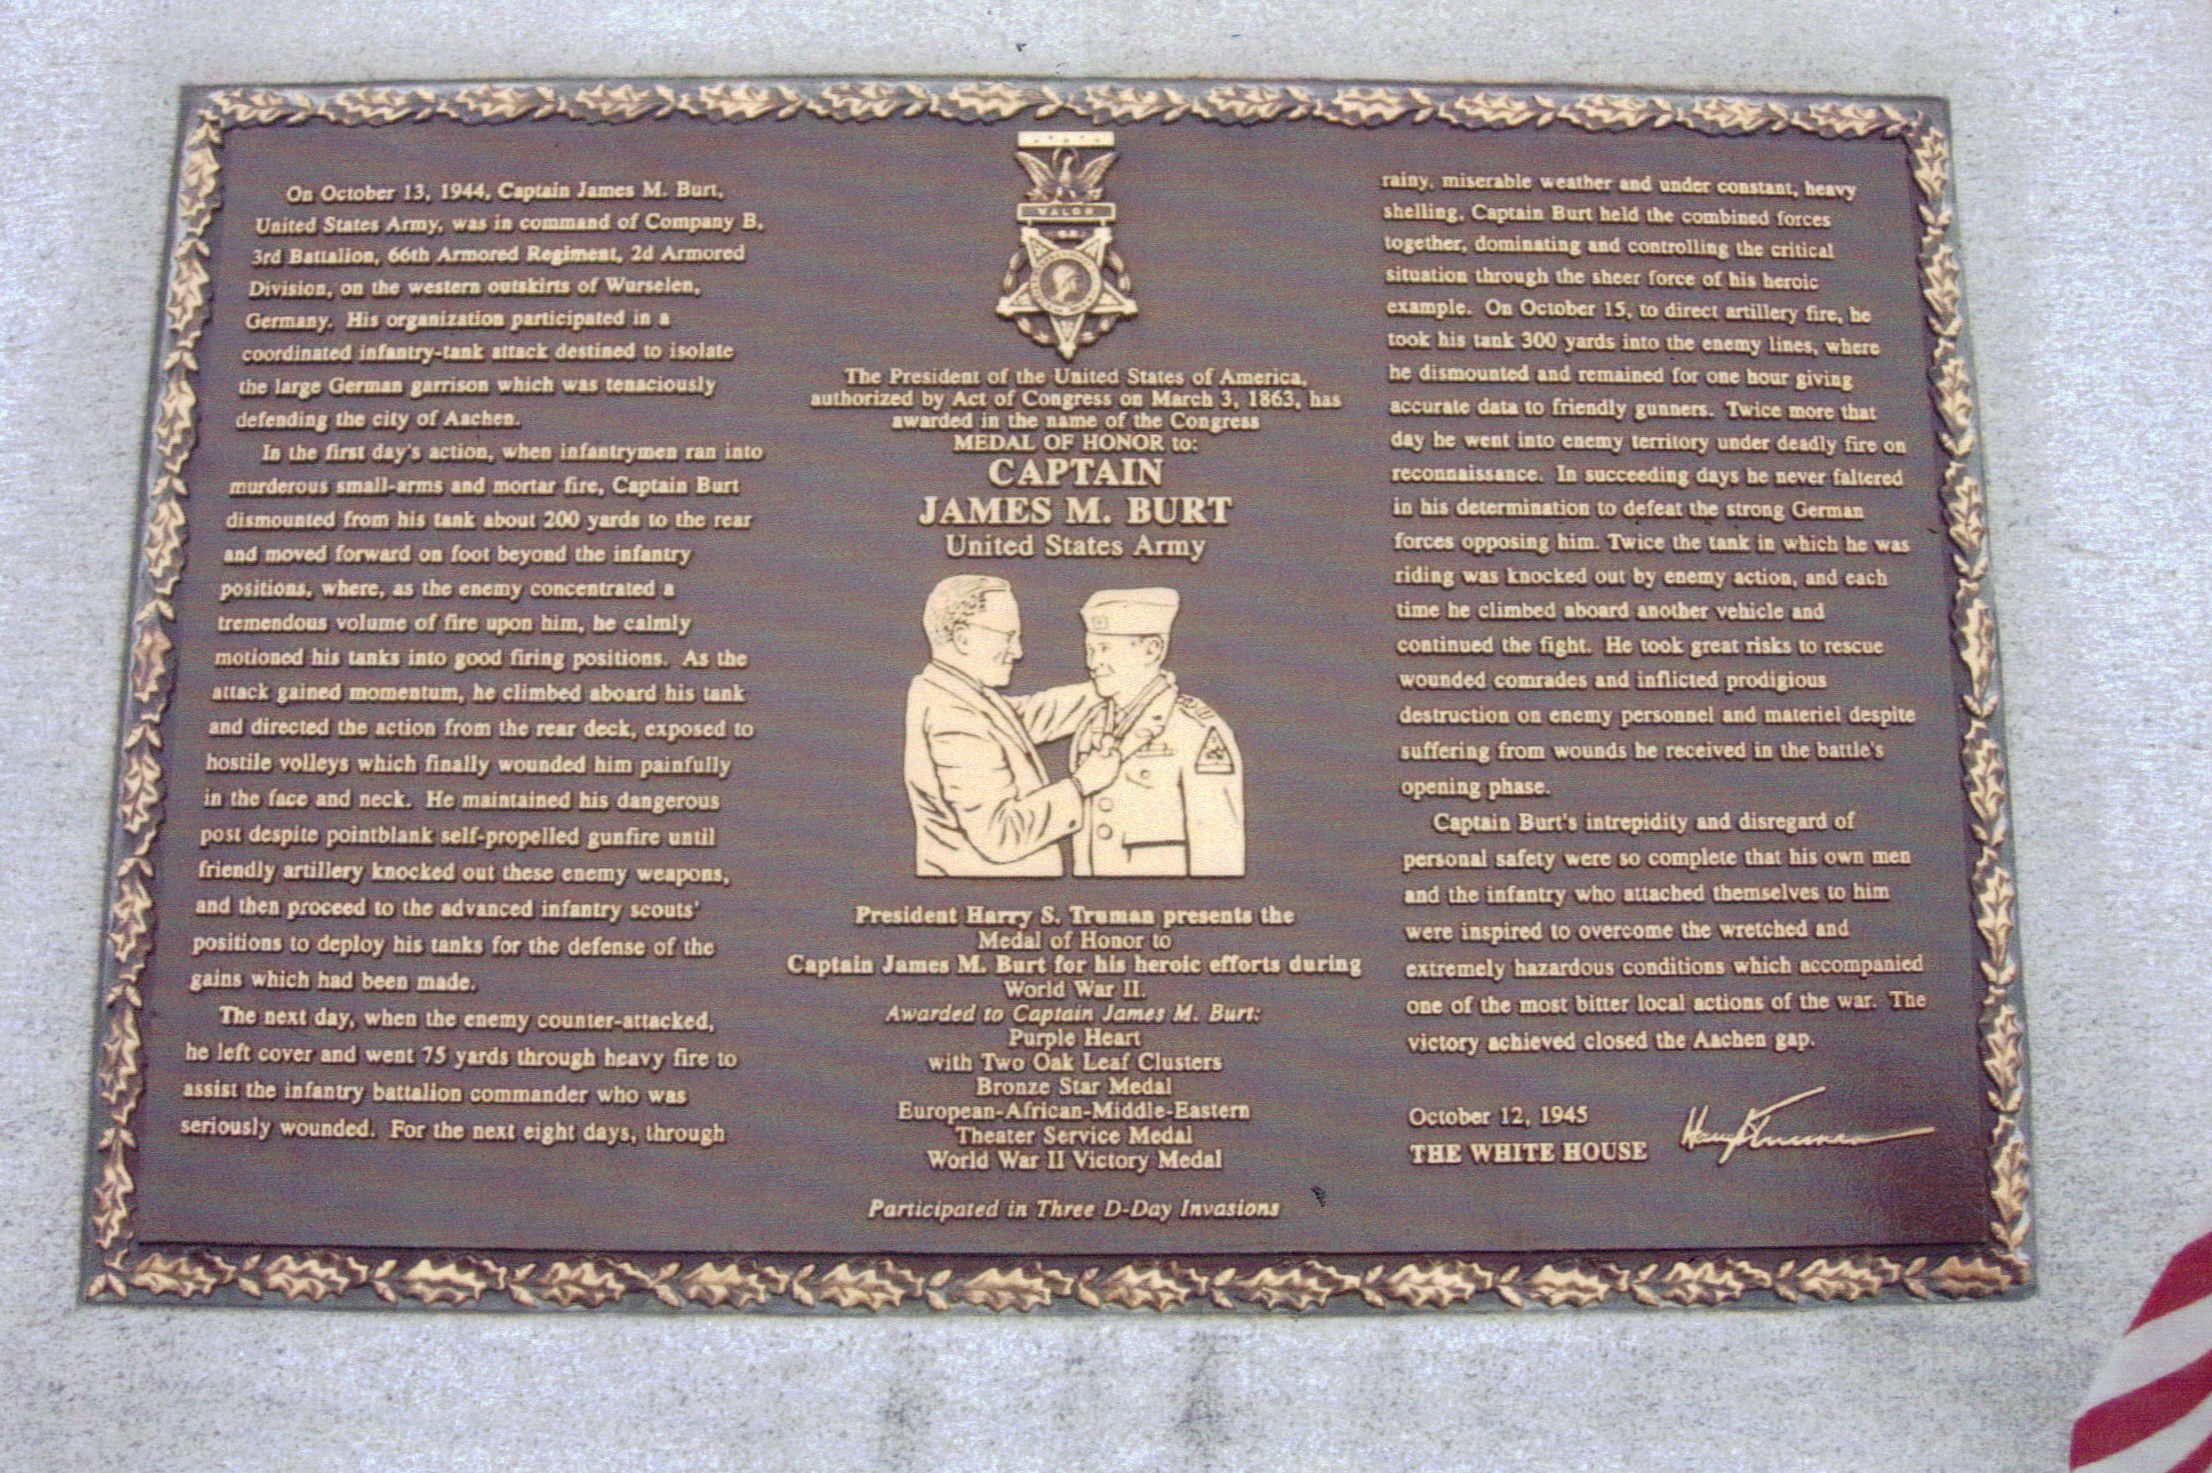 On October 13, 1944, Captain James M. Burt,
United States Army, was in command of Company B,
3rd Battalion, 66th Armored Regiment, 2d Armored
Division, on the western outskirts of Wurselen,
Germany. His organization participated in a
coordinated infantry-tank attack destined to isolate
the large German garrison which was tenaciously
defending the city of Aachen.
In the first day's action, when infantrymen ran into
murderous small-arms and mortar fire, Captain Burt
dismounted from his tank about 200 yards to the rear
and moved forward on foot beyond the infantry
positions, where, as the enemy concentrated a
tremendous volume of fire upon him, he calmly
motioned his tanks into good firing positions. As the
attack gained momentum, he climbed aboard his tank
and directed the action from the rear deck, exposed to
hostile volleys which finally wounded him painfully
in the face and neck. He maintained his dangerous
post despite pointblank self-propelled gunfire until
friendly artillery knocked out these enemy weapons,
and then proceed to the advanced infantry scouts'
positions to deploy his tanks for the defense of the
gains which had been made.
The next day, when the enemy counter-attacked,
he left cover and went 75 yards through heavy fire to
assist the infantry battalion commander who was
seriously wounded. For the next eight days, through
VALOR
The President of the United States of America,
authorized by Act of Congress on March 3, 1863, has
awarded in the name of the Congress
MEDAL OF HONOR to:
CAPTAIN
JAMES M. BURT
United States Army
President Harry S. Truman presents the
Medal of Honor to
Captain James M. Burt for his heroic efforts during
World War II.
Awarded to Captain James M. Burt:
Purple Heart
with Two Oak Leaf Clusters
Bronze Star Medal
European-African-Middle-Eastern
Theater Service Medal
World War II Victory Medal
Participated in Three D-Day Invasions
rainy, miserable weather and under constant, heavy
shelling, Captain Burt held the combined forces
together, dominating and controlling the critical
situation through the sheer force of his heroic
example. On October 15, to direct artillery fire, he
took his tank 300 yards into the enemy lines, where
he dismounted and remained for one hour giving
accurate data to friendly gunners. Twice more that
day he went into enemy territory under deadly fire on
reconnaissance. In succeeding days he never faltered
in his determination to defeat the strong German
forces opposing him. Twice the tank in which he was
riding was knocked out by enemy action, and each
time he climbed aboard another vehicle and
continued the fight. He took great risks to rescue
wounded comrades and inflicted prodigious
destruction on enemy personnel and materiel despite
suffering from wounds he received in the battle's
opening phase.
Captain Burt's intrepidity and disregard of
personal safety were so complete that his own men
and the infantry who attached themselves to him
were inspired to overcome the wretched and
extremely hazardous conditions which accompanied
one of the most bitter local actions of the war. The
victory achieved closed the Aachen gap.
October 12, 1945
THE WHITE HOUSE
Harry S Truman